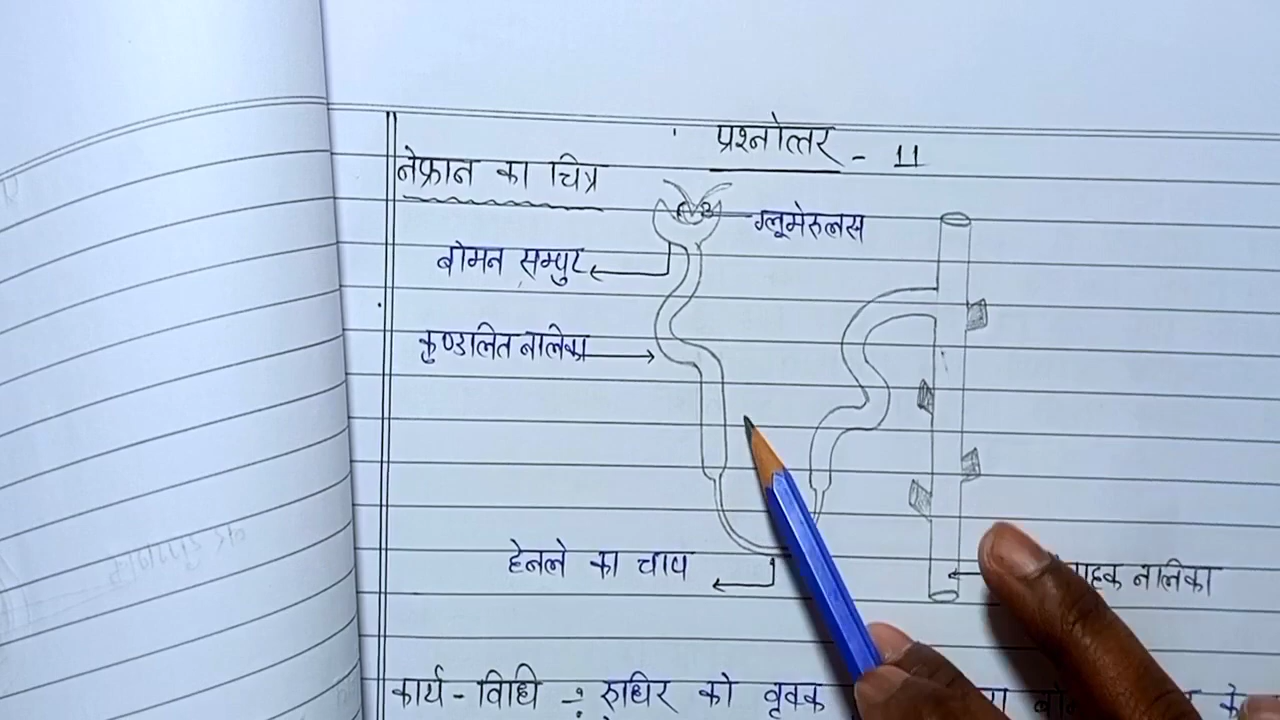 प्रश्नोत्तर - 11
नेफ्रान का चित्र
ग्लूमेरुलस
बोमन सम्पुट
कुण्डलित नालिका
हेनले का चाप
नालिका
कार्य - विधि :- रुधिर को वृक्क